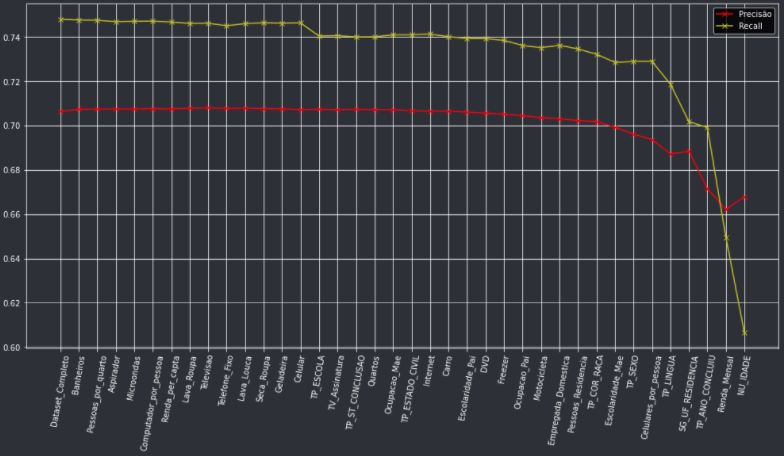 Precisão
Recall
0.74
0.72
0.70
0.68
0.66
0.64
0.62
0.60
Dataset_Completo
Banheiros
Pessoas_por_quarto
Aspirador
Microondas
Computador_por_pessoa
Renda_per_capta
Lava_Roupa
Televisao
Telefone_Fixo
Lava_Louca
Seca_Roupa
Geladeira
Celular
TP_ESCOLA
TV_Assinatura
TP_ST_CONCLUSAO
Quartos
Ocupacao_Mae
TP_ESTADO_CIVIL
Internet
Carro
Escolaridade_Pai
DVD
Freezer
Ocupacao_Pai
Motocicleta
Empregada_Domestica
Pessoas_Residencia
TP_COR_RACA
Escolaridade_Mae
TP_SEXO
Celulares_por_pessoa
TP_LINGUA
SG_UF_RESIDENCIA
TP_ANO_CONCLUIU
Renda_Mensal
NU_IDADE